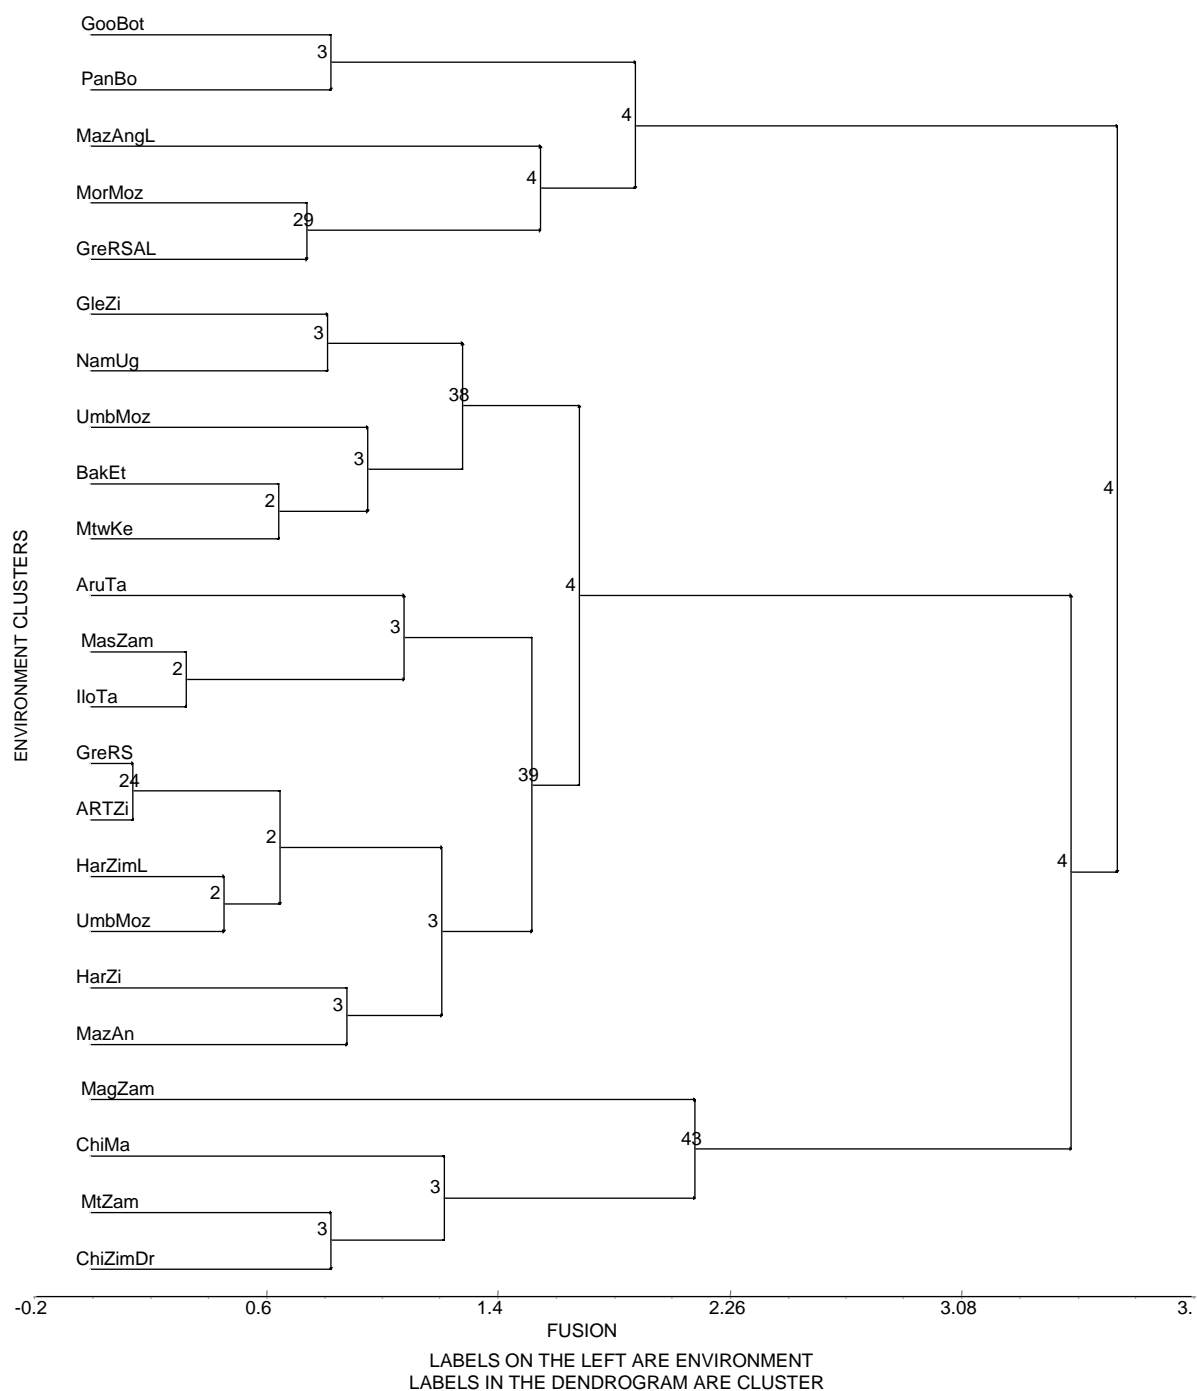 GooBot
3
PanBo
4
MazAngL
4
MorMoz
29
GreRSAL
GleZi
3
NamUg
38
UmbMoz
3
BakEt
2
MtwKe
4
ENVIRONMENT CLUSTERS
AruTa
4
3
MasZam
2
IloTa
GreRS
39
24
ARTZi
2
HarZimL
4
2
UmbMoz
3
HarZi
3
MazAn
MagZam
43
ChiMa
3
MtZam
3
ChiZimDr
-0.2 0.6 1.4 2.26 3.08 3.
FUSION
LABELS ON THE LEFT ARE ENVIRONMENT
LABELS IN THE DENDROGRAM ARE CLUSTER